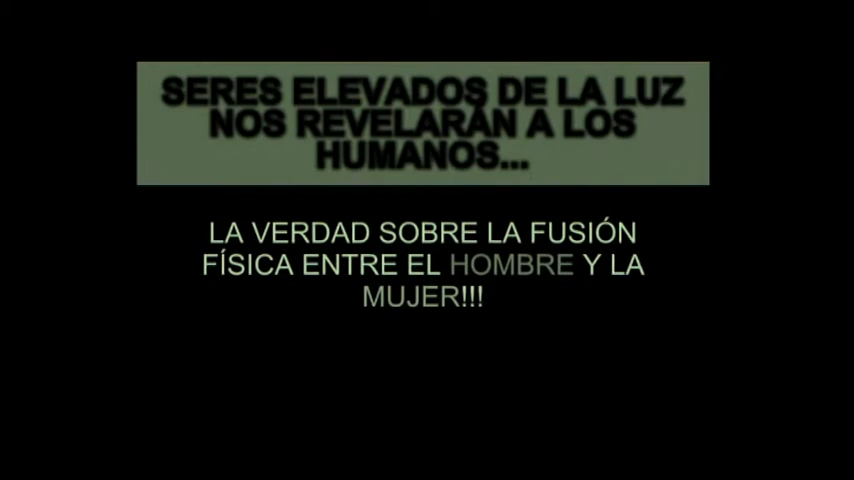 SERES ELEVADOS DE LA LUZ
NOS REVELARÁN A LOS
HUMANOS...
LA VERDAD SOBRE LA FUSIÓN
FÍSICA ENTRE EL HOMBRE Y LA
MUJER!!!